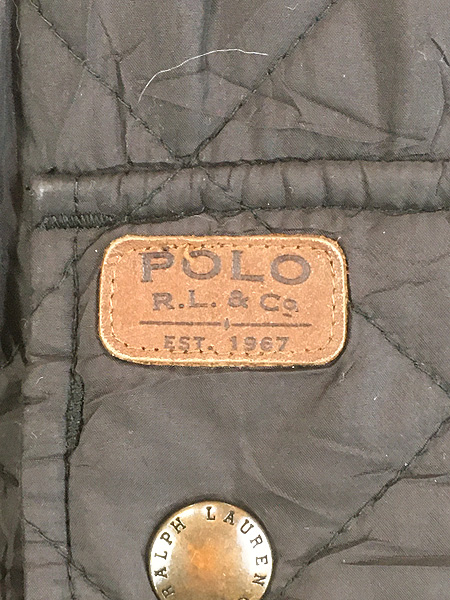 POLO
R.L. & Co.
EST. 1967
RALPH LAUREN